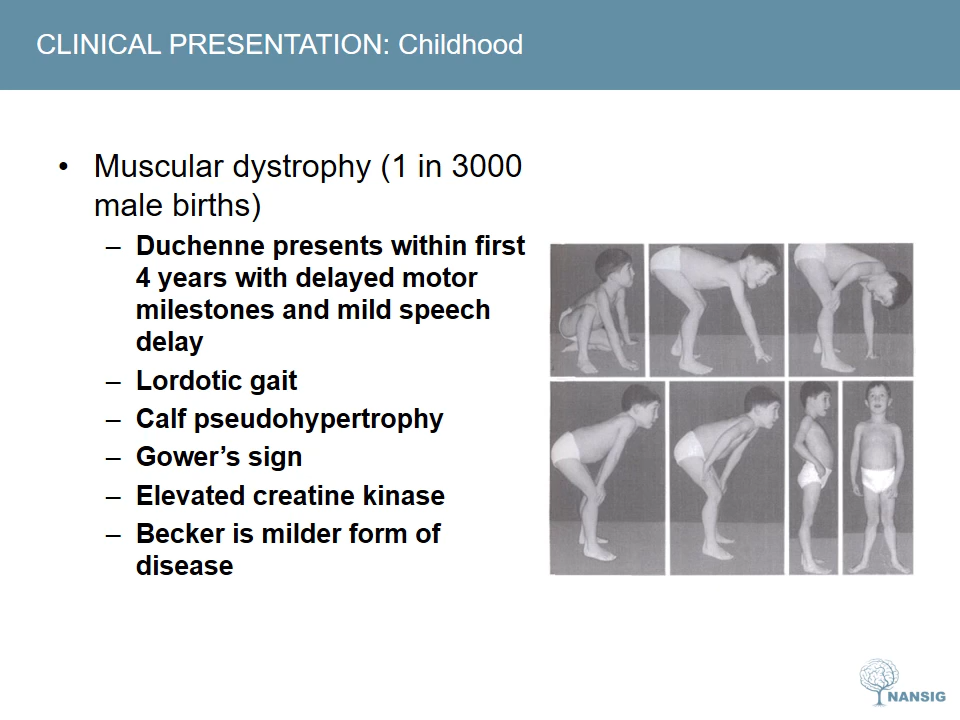 CLINICAL PRESENTATION: Childhood
• Muscular dystrophy (1 in 3000
male births)
– Duchenne presents within first
4 years with delayed motor
milestones and mild speech
delay
– Lordotic gait
– Calf pseudohypertrophy
– Gower’s sign
– Elevated creatine kinase
– Becker is milder form of
disease
NANSIG